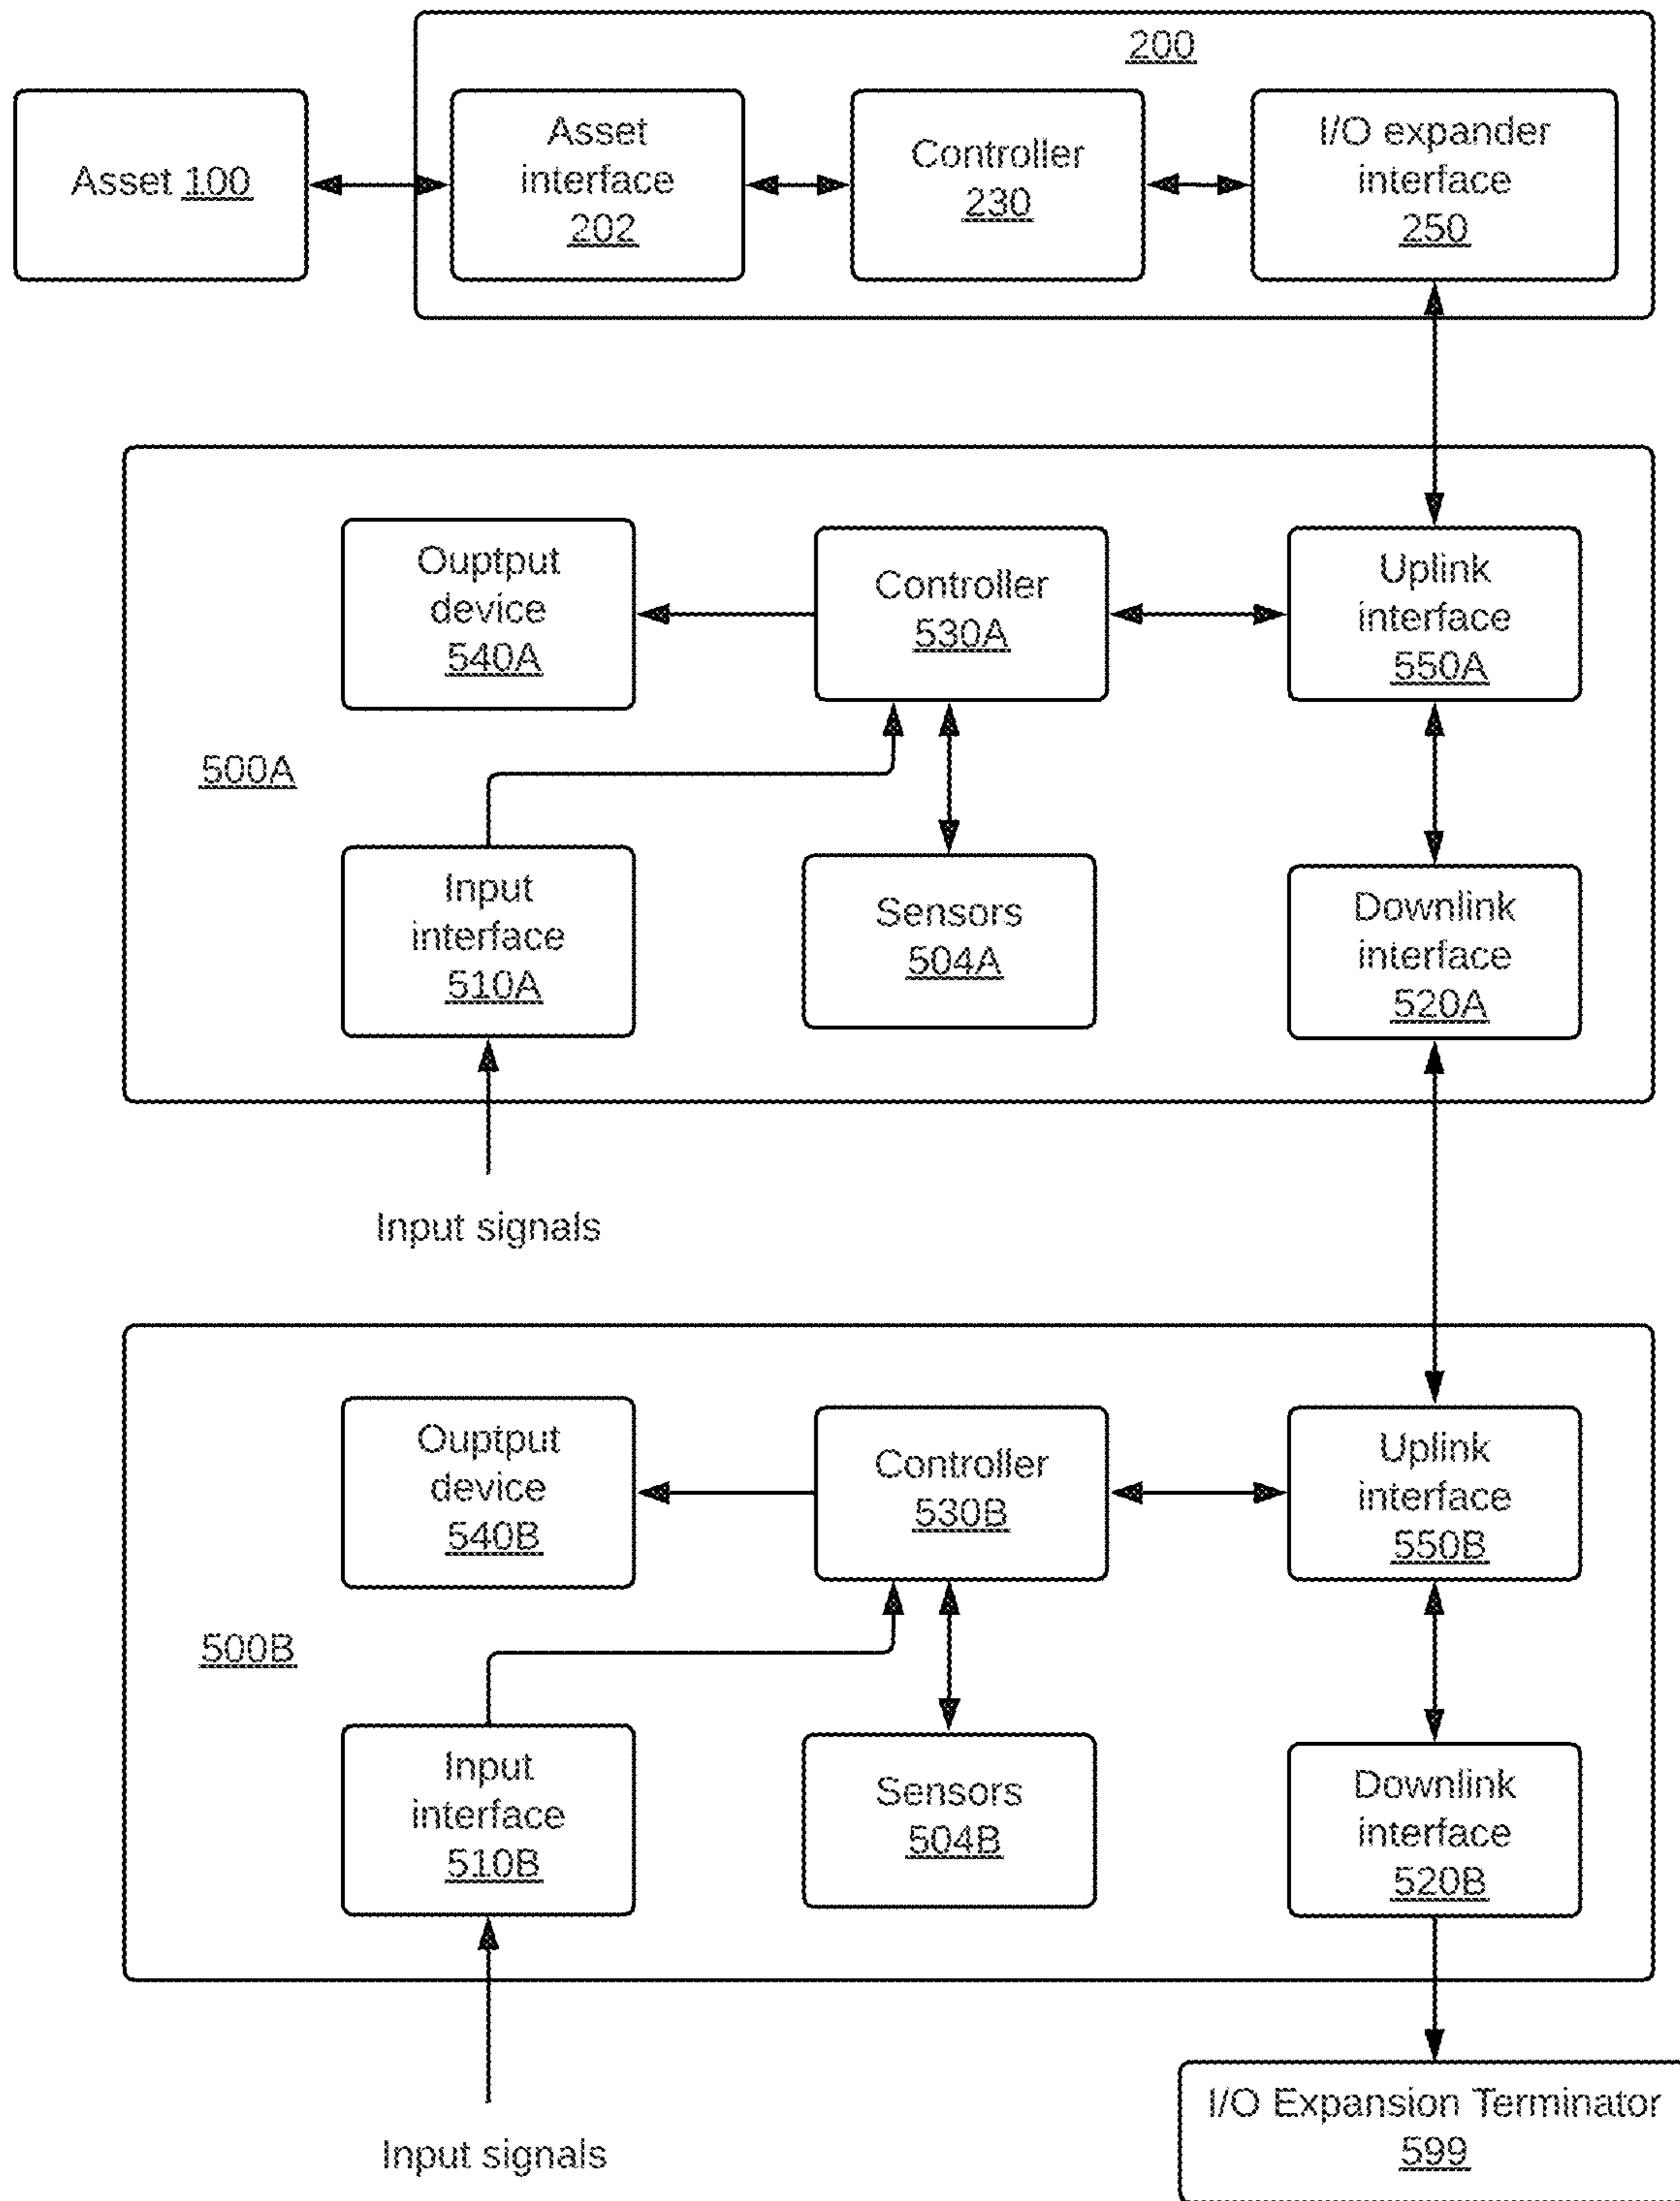 200
Asset 100
Asset
interface
202
Controller
230
I/O expander
interface
250
Ouptput
device
540A
Controller
530A
Uplink
interface
550A
500A
Input
interface
510A
Sensors
504A
Downlink
interface
520A
Input signals
Ouptput
device
540B
Controller
530B
Uplink
interface
550B
500B
Input
interface
510B
Sensors
504B
Downlink
interface
520B
Input signals
I/O Expansion Terminator
599